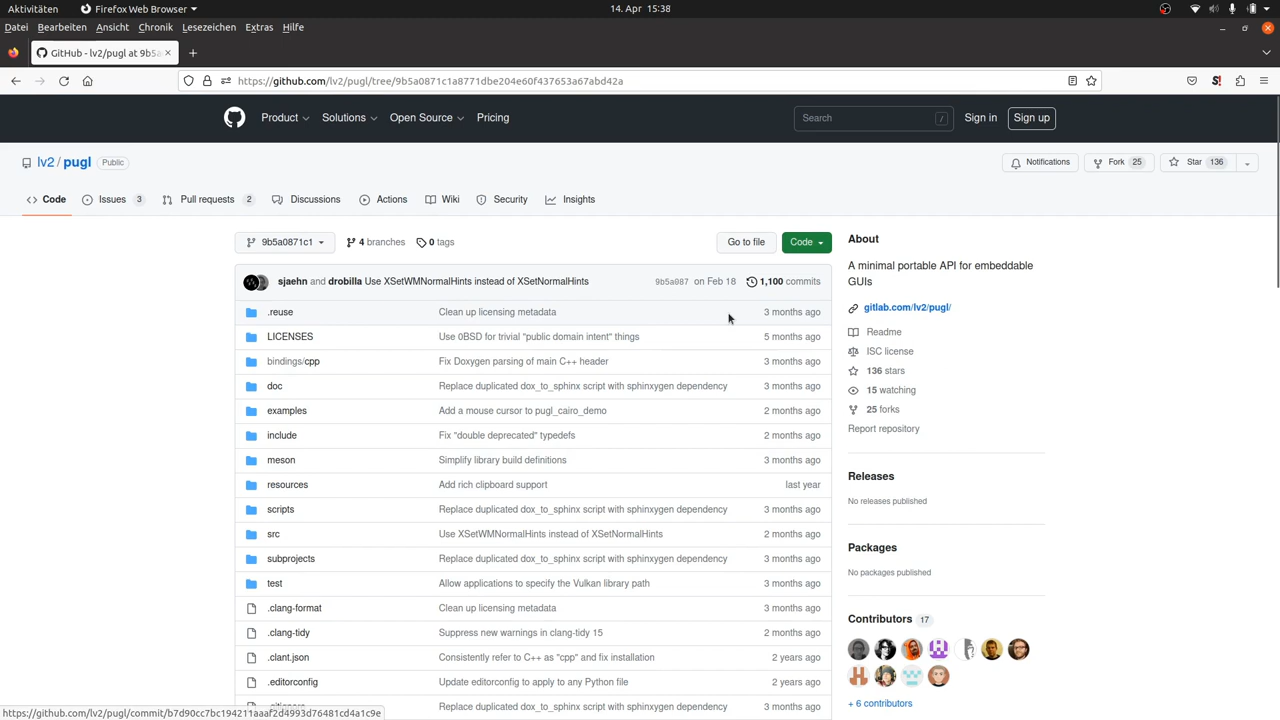 Aktivitäten Firefox Web Browser 14. Apr 15:38
Datei Bearbeiten Ansicht Chronik Lesezeichen Extras Hilfe
GitHub - lv2/pugl at 9b5a
https://github.com/lv2/pugl/tree/9b5a0871c1a8771dbe204e60f437653a67abd42a
Product Solutions Open Source Pricing Search / Sign in Sign up
lv2 / pugl Public Notifications Fork 25 Star 136
Code Issues 3 Pull requests 2 Discussions Actions Wiki Security Insights
9b5a0871c1 4 branches 0 tags Go to file Code
sjaehn and drobilla Use XSetWMNormalHints instead of XSetNormalHints 9b5a087 on Feb 18 1,100 commits
.reuse Clean up licensing metadata 3 months ago
LICENSES Use 0BSD for trivial "public domain intent" things 5 months ago
bindings/cpp Fix Doxygen parsing of main C++ header 3 months ago
doc Replace duplicated dox_to_sphinx script with sphinxygen dependency 3 months ago
examples Add a mouse cursor to pugl_cairo_demo 2 months ago
include Fix "double deprecated" typedefs 2 months ago
meson Simplify library build definitions 3 months ago
resources Add rich clipboard support last year
scripts Replace duplicated dox_to_sphinx script with sphinxygen dependency 3 months ago
src Use XSetWMNormalHints instead of XSetNormalHints 2 months ago
subprojects Replace duplicated dox_to_sphinx script with sphinxygen dependency 3 months ago
test Allow applications to specify the Vulkan library path 3 months ago
.clang-format Clean up licensing metadata 3 months ago
.clang-tidy Suppress new warnings in clang-tidy 15 2 months ago
.clant.json Consistently refer to C++ as "cpp" and fix installation 2 years ago
.editorconfig Update editorconfig to apply to any Python file 2 years ago
3 months ago
About
A minimal portable API for embeddable
GUIs
gitlab.com/lv2/pugl/
Readme
ISC license
136 stars
15 watching
25 forks
Report repository
Releases
No releases published
Packages
No packages published
Contributors 17
+ 6 contributors
https://github.com/lv2/pugl/commit/b7d90cc7bc194211aaaf2d4993d76481cd4a1c9e